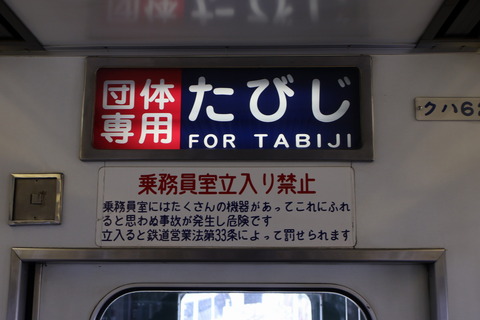 団体
専用
たびじ
FOR TABIJI
クハ6
乗務員室立入り禁止
乗務員室にはたくさんの機器があってこれにふれ
ると思わぬ事故が発生し危険です
立入ると鉄道営業法第33条によって罰せられます